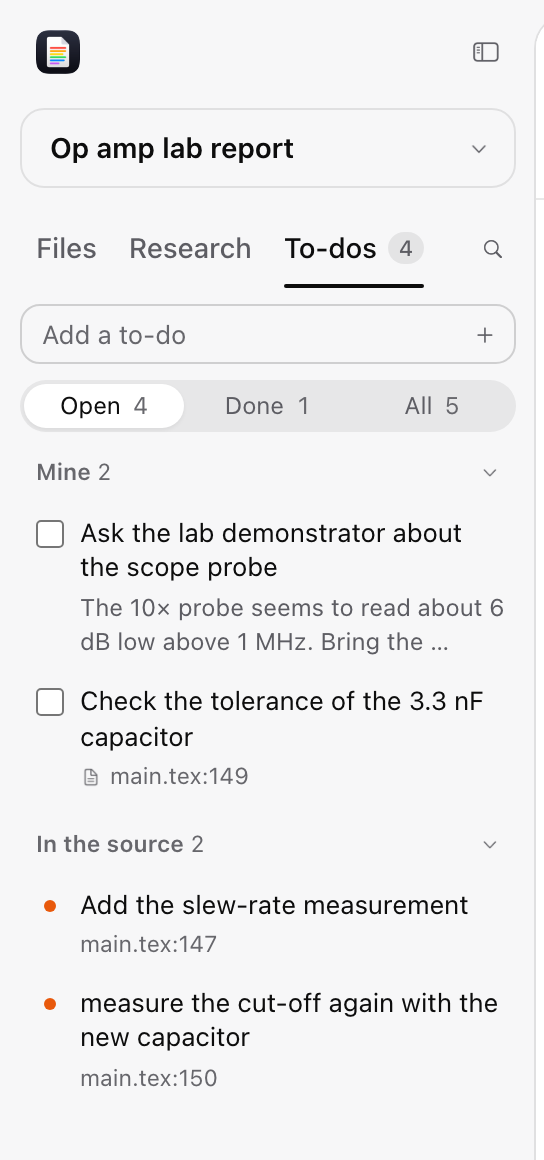 Op amp lab report
Files Research To-dos 4
Add a to-do
Open 4 Done 1 All 5
Mine 2
Ask the lab demonstrator about
the scope probe
The 10× probe seems to read about 6
dB low above 1 MHz. Bring the ...
Check the tolerance of the 3.3 nF
capacitor
main.tex:149
In the source 2
Add the slew-rate measurement
main.tex:147
measure the cut-off again with the
new capacitor
main.tex:150